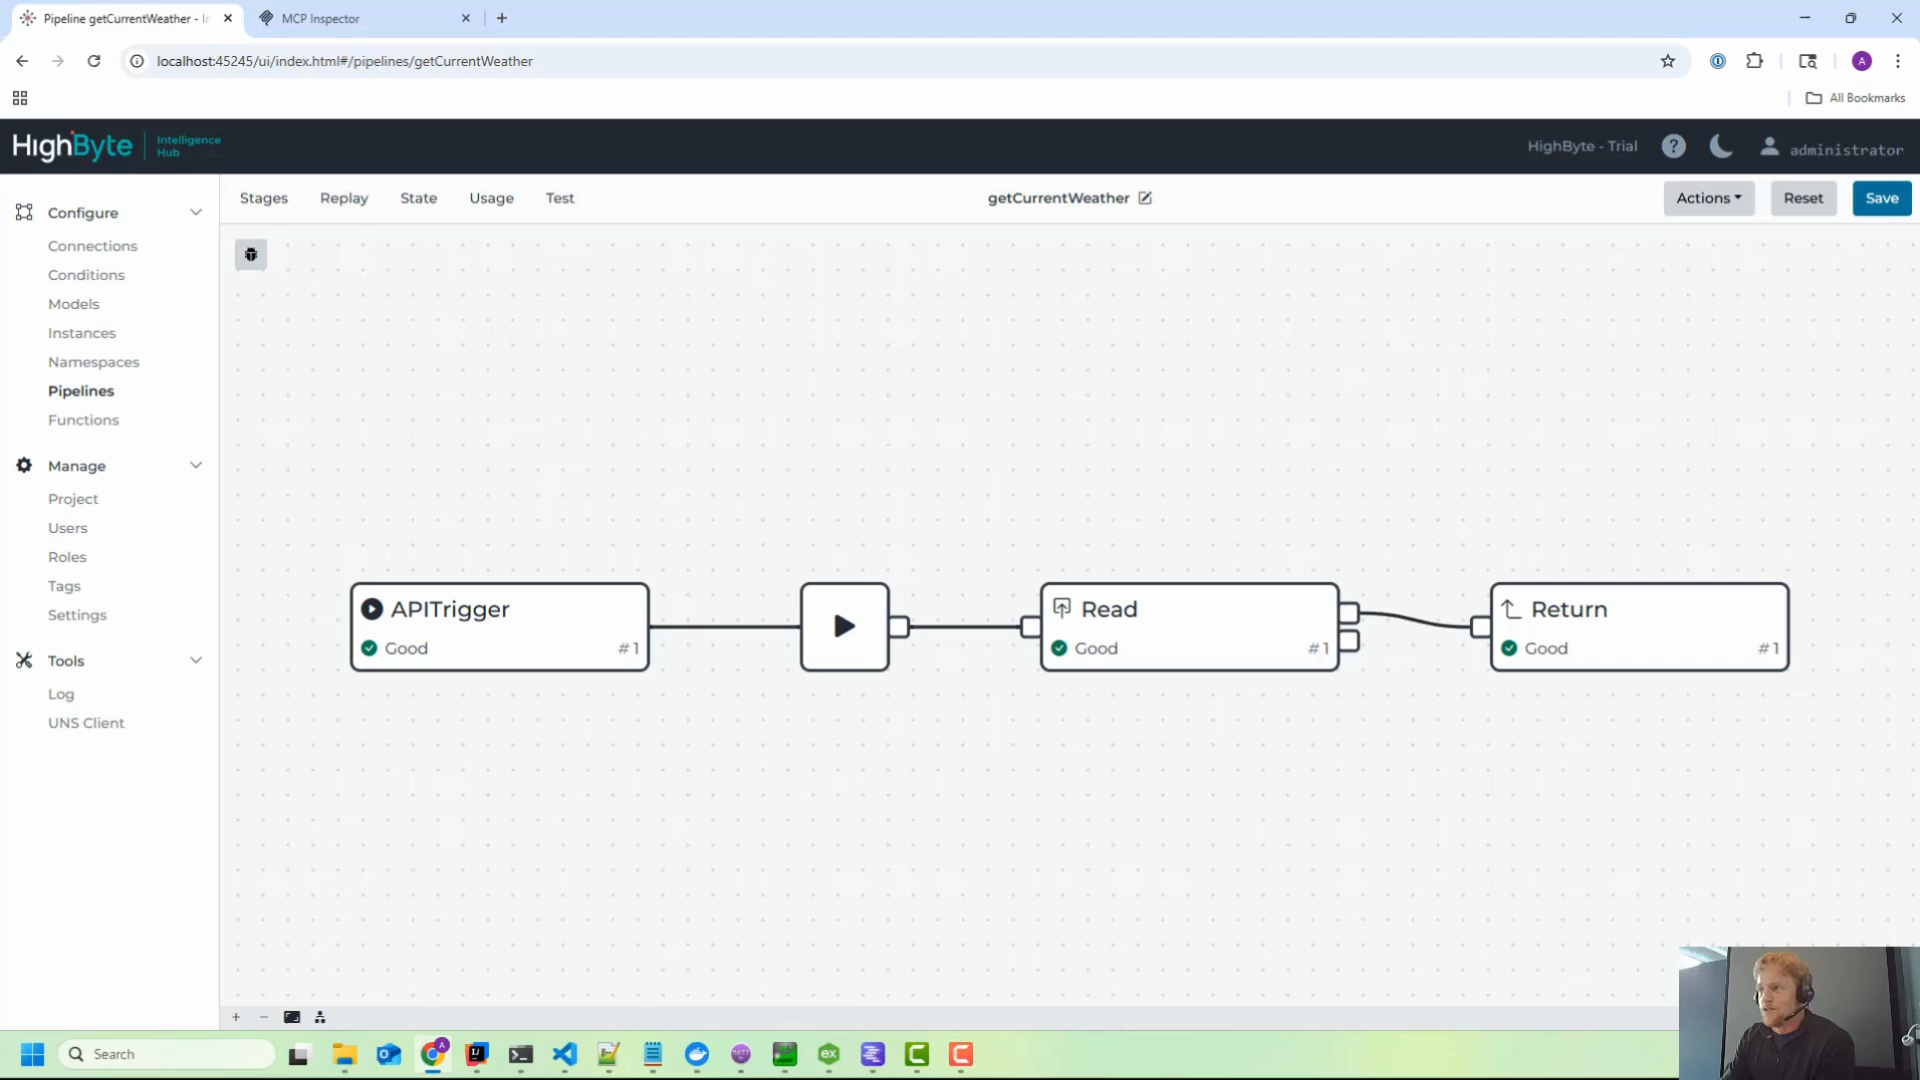 Pipeline getCurrentWeather - In
MCP Inspector
localhost:45245/ui/index.html#/pipelines/getCurrentWeather
A
All Bookmarks
HighByte
Intelligence
Hub
HighByte - Trial
?
administrator
Configure
Connections
Conditions
Models
Instances
Namespaces
Pipelines
Functions
Manage
Project
Users
Roles
Tags
Settings
Tools
Log
UNS Client
Stages
Replay
State
Usage
Test
getCurrentWeather
Actions
Reset
Save
APITrigger
Good
#1
Read
Good
#1
Return
Good
#1
Search